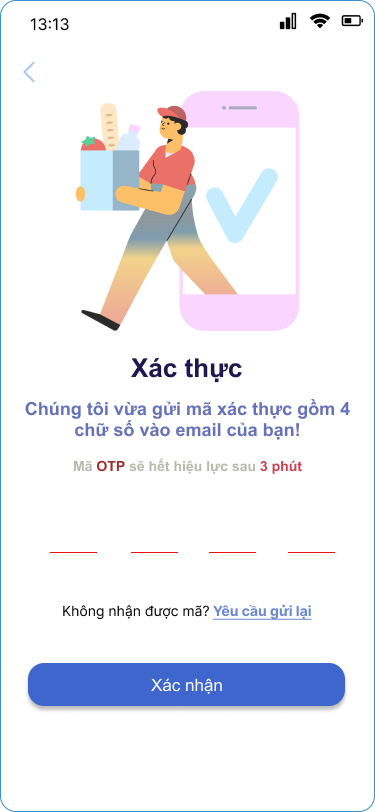 13:13
Xác thực
Chúng tôi vừa gửi mã xác thực gồm 4
chữ số vào email của bạn!
Mã OTP sẽ hết hiệu lực sau 3 phút
Không nhận được mã? Yêu cầu gửi lại
Xác nhận